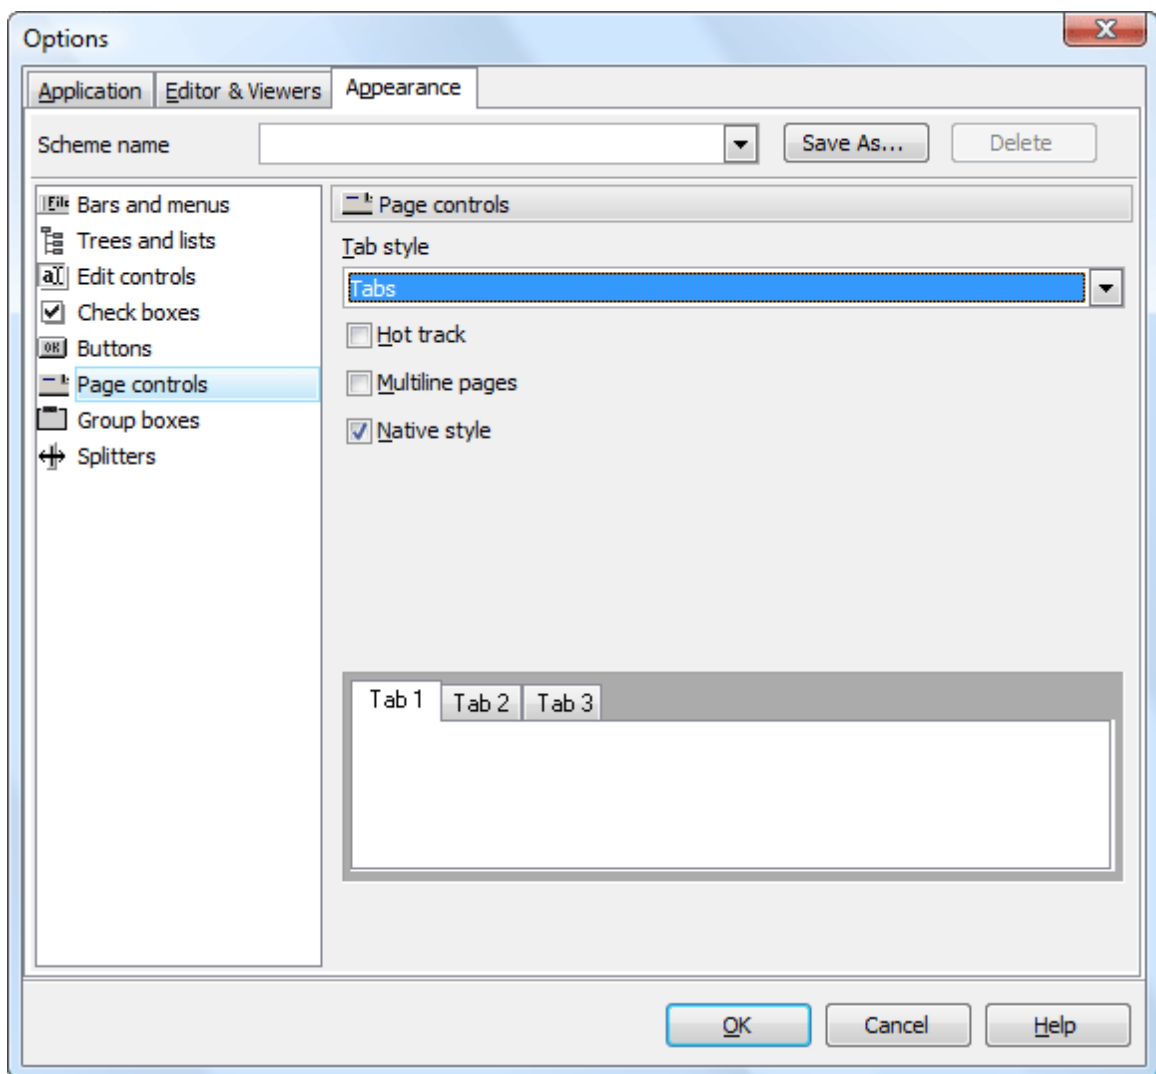 Options
Application Editor & Viewers Appearance
Scheme name Save As... Delete
Bars and menus
Trees and lists
Edit controls
Check boxes
Buttons
Page controls
Group boxes
Splitters
Page controls
Tab style
Tabs
Hot track
Multiline pages
Native style
Tab 1 Tab 2 Tab 3
OK Cancel Help